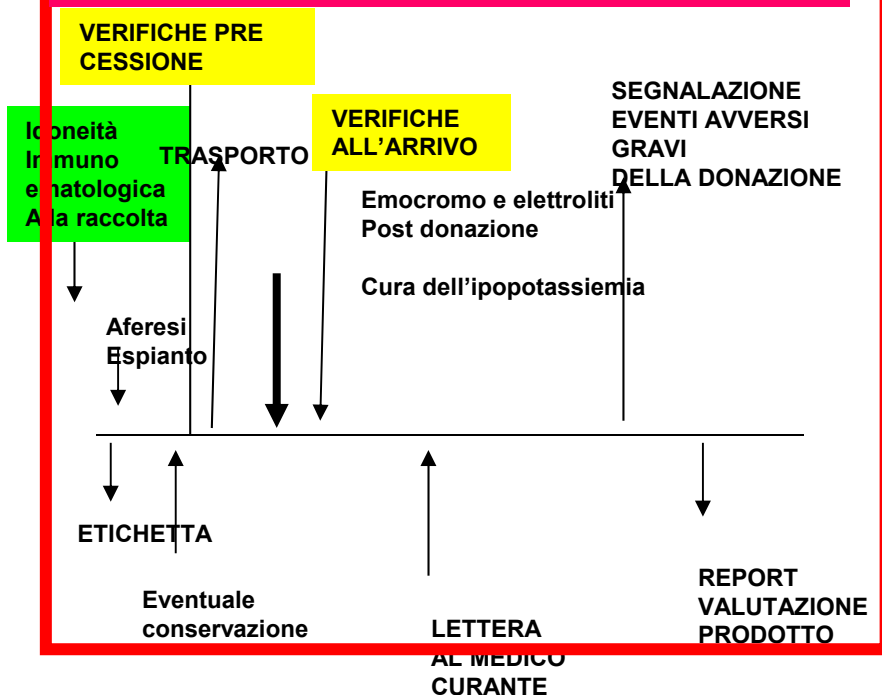 VERIFICHE PRE
CESSIONE
Idoneità
Immuno
ematologica
Alla raccolta
TRASPORTO
VERIFICHE
ALL’ARRIVO
SEGNALAZIONE
EVENTI AVVERSI
GRAVI
DELLA DONAZIONE
Emocromo e elettroliti
Post donazione
Cura dell’ipopotassiemia
Aferesi
Espianto
ETICHETTA
Eventuale
conservazione
LETTERA
AL MEDICO
CURANTE
REPORT
VALUTAZIONE
PRODOTTO